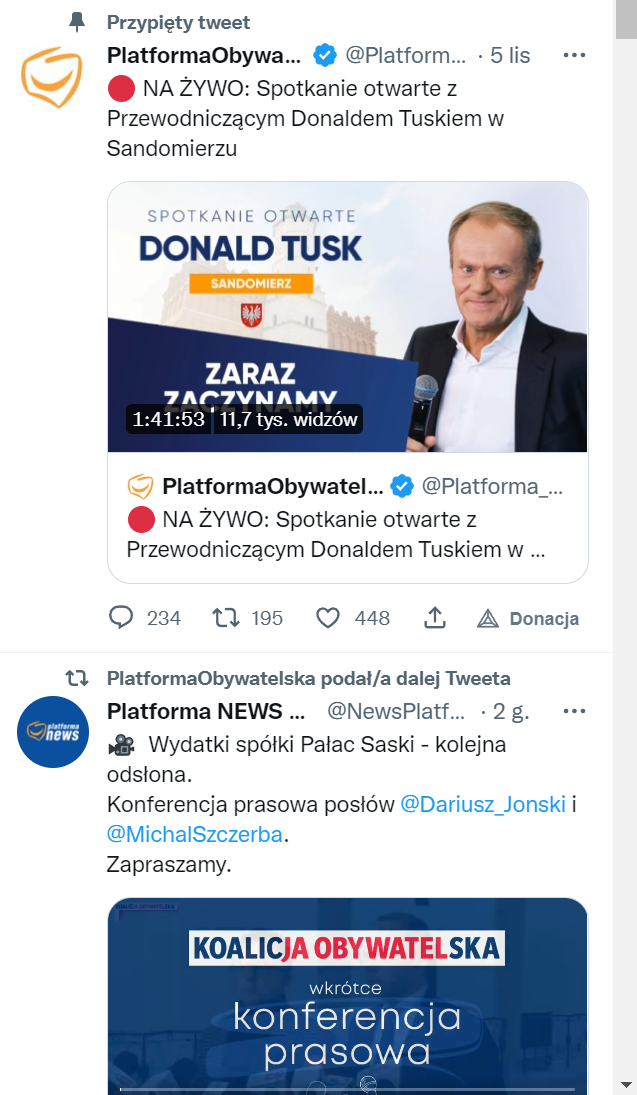 Przypięty tweet
PlatformaObywa... @Platform... · 5 lis
NA ŻYWO: Spotkanie otwarte z
Przewodniczącym Donaldem Tuskiem w
Sandomierzu
SPOTKANIE OTWARTE
DONALD TUSK
SANDOMIERZ
ZARAZ
ZACZYNAMY
1:41:53 11,7 tys. widzów
PlatformaObywatel... @Platforma_...
NA ŻYWO: Spotkanie otwarte z
Przewodniczącym Donaldem Tuskiem w ...
234 195 448 Donacja
PlatformaObywatelska podał/a dalej Tweeta
platforma
news
Platforma NEWS ... @NewsPlatf... · 2 g.
Wydatki spółki Pałac Saski - kolejna
odsłona.
Konferencja prasowa posłów @Dariusz_Jonski i
@MichalSzczerba.
Zapraszamy.
KOALICJA OBYWATELSKA
KOALICJA OBYWATELSKA
wkrótce
konferencja
prasowa